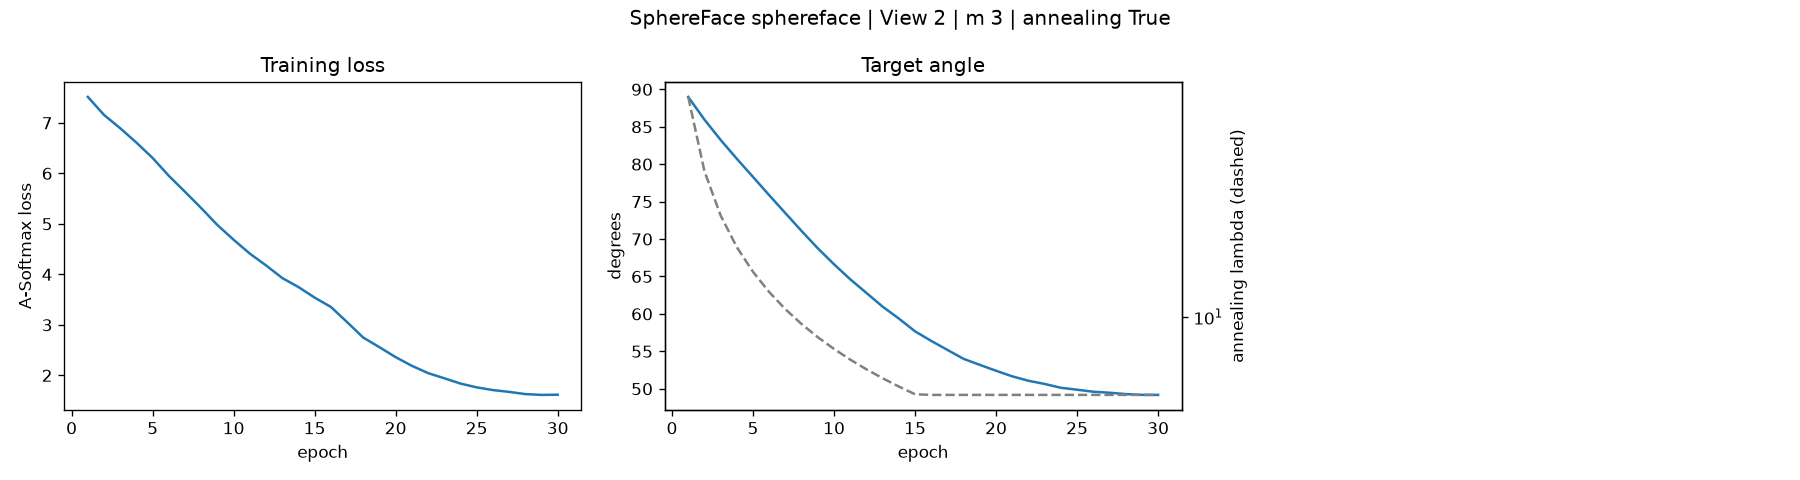 SphereFace sphereface | View 2 | m 3 | annealing True
Training loss
A-Softmax loss
7
6
5
4
3
2
0 5 10 15 20 25 30
epoch
Target angle
degrees
90
85
80
75
70
65
60
55
50
0 5 10 15 20 25 30
epoch
10¹
annealing lambda (dashed)